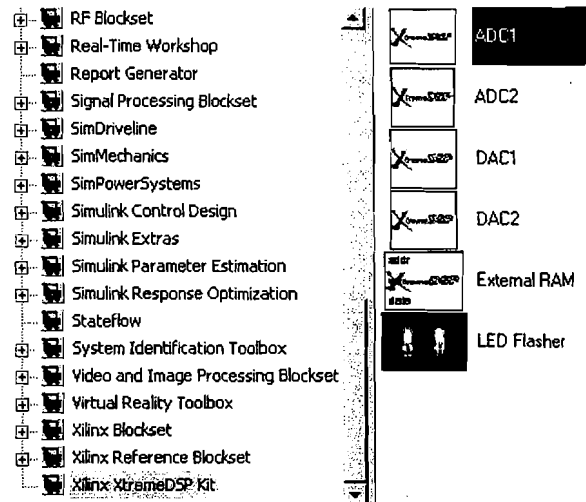 RF Blockset
Real-Time Workshop
Report Generator
Signal Processing Blockset
SimDriveline
SimMechanics
SimPowerSystems
Simulink Control Design
Simulink Extras
Simulink Parameter Estimation
Simulink Response Optimization
Stateflow
System Identification Toolbox
Video and Image Processing Blockset
Virtual Reality Toolbox
Xilinx Blockset
Xilinx Reference Blockset
Xilinx XtremeDSP Kit
ADC1
ADC2
DAC1
DAC2
addr
data
External RAM
LED Flasher